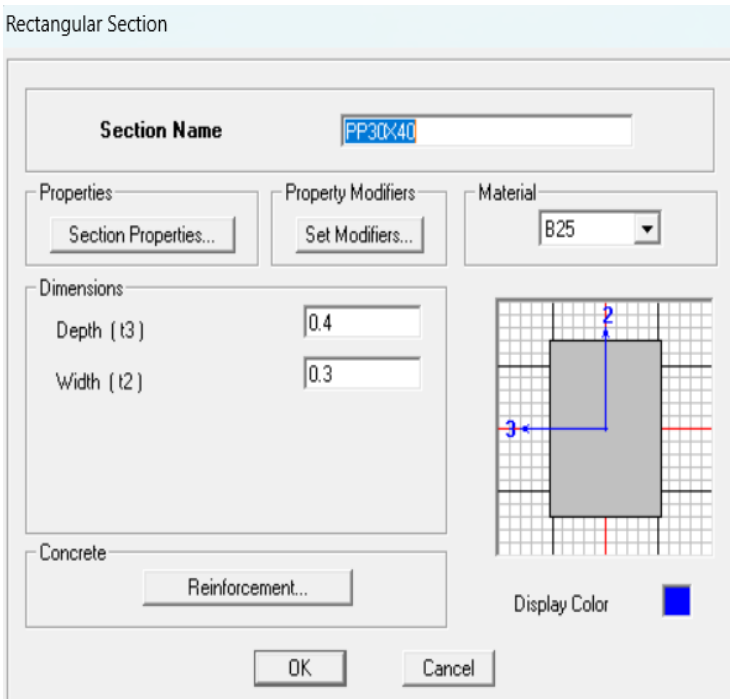 Rectangular Section
Section Name PP30X40
Properties Property Modifiers Material
Section Properties... Set Modifiers... B25
Dimensions
Depth ( t3 ) 0.4
Width ( t2 ) 0.3
2
3
Concrete
Reinforcement...
Display Color
OK Cancel